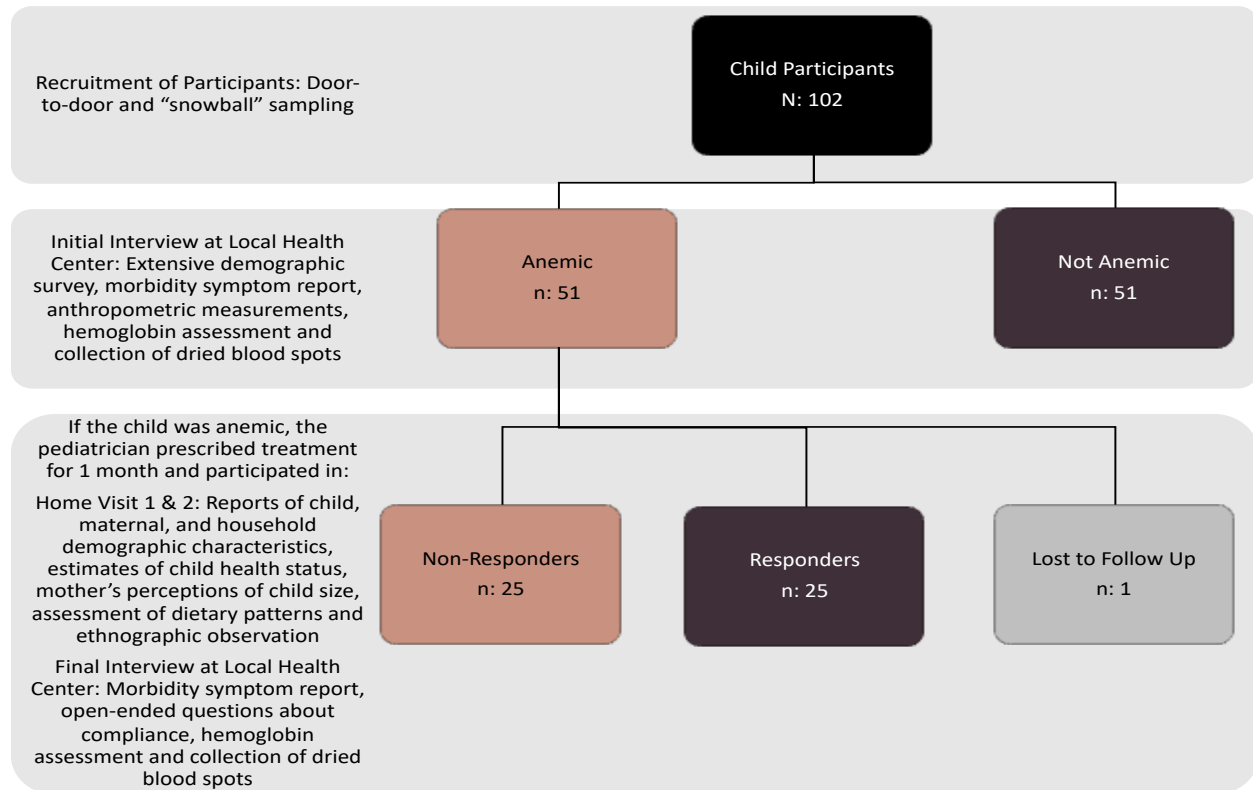 Recruitment of Participants: Door-
to-door and “snowball” sampling
Child Participants
N: 102
Initial Interview at Local Health
Center: Extensive demographic
survey, morbidity symptom report,
anthropometric measurements,
hemoglobin assessment and
collection of dried blood spots
Anemic
n: 51
Not Anemic
n: 51
If the child was anemic, the
pediatrician prescribed treatment
for 1 month and participated in:
Home Visit 1 & 2: Reports of child,
maternal, and household
demographic characteristics,
estimates of child health status,
mother’s perceptions of child size,
assessment of dietary patterns and
ethnographic observation
Final Interview at Local Health
Center: Morbidity symptom report,
open-ended questions about
compliance, hemoglobin
assessment and collection of dried
blood spots
Non-Responders
n: 25
Responders
n: 25
Lost to Follow Up
n: 1